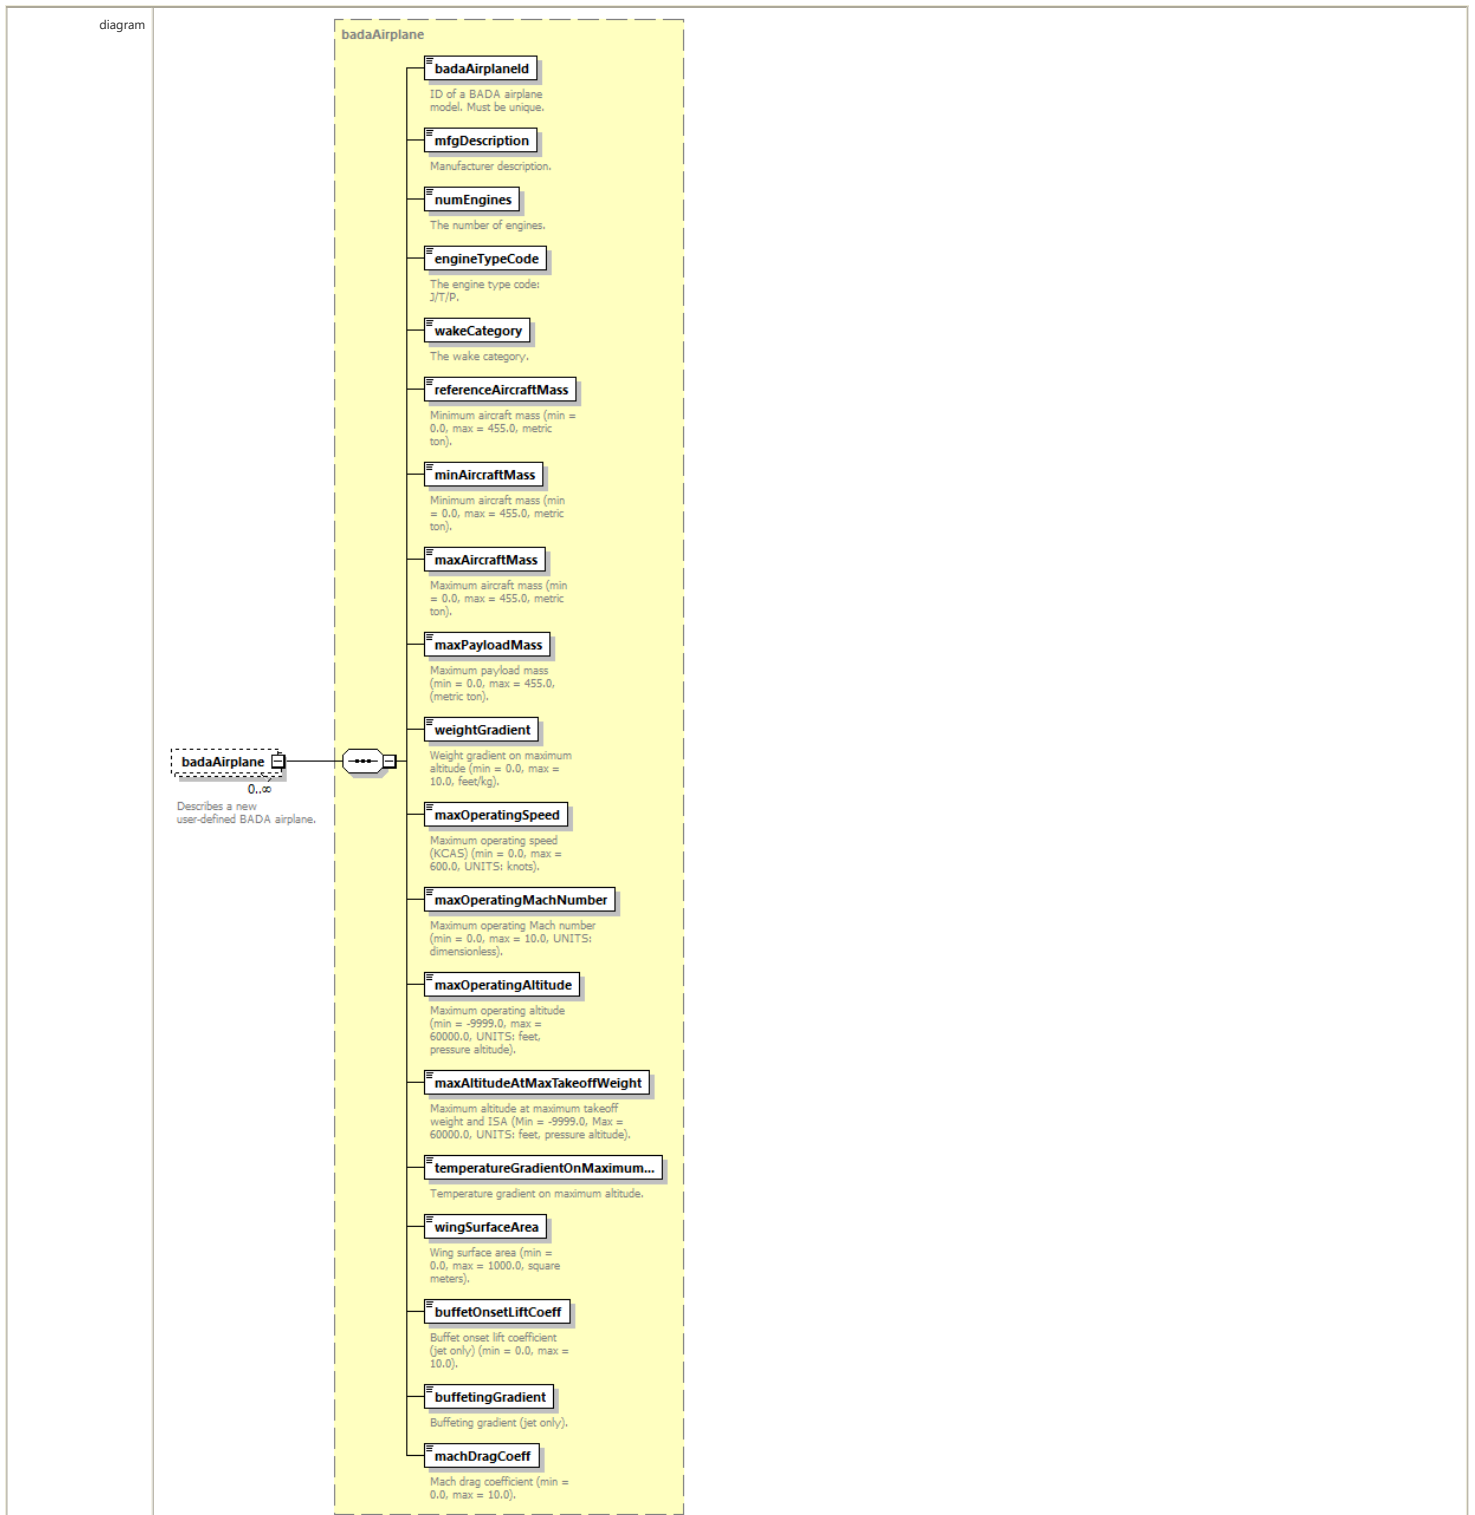 diagram
badaAirplane
badaAirplaneId
ID of a BADA airplane
model. Must be unique.
mfgDescription
Manufacturer description.
numEngines
The number of engines.
engineTypeCode
The engine type code:
J/T/P.
wakeCategory
The wake category.
referenceAircraftMass
Minimum aircraft mass (min =
0.0, max = 455.0, metric
ton).
minAircraftMass
Minimum aircraft mass (min
= 0.0, max = 455.0, metric
ton).
maxAircraftMass
Maximum aircraft mass (min
= 0.0, max = 455.0, metric
ton).
maxPayloadMass
Maximum payload mass
(min = 0.0, max = 455.0,
(metric ton).
weightGradient
Weight gradient on maximum
altitude (min = 0.0, max =
10.0, feet/kg).
badaAirplane
0..∞
Describes a new
user-defined BADA airplane.
maxOperatingSpeed
Maximum operating speed
(KCAS) (min = 0.0, max =
600.0, UNITS: knots).
maxOperatingMachNumber
Maximum operating Mach number
(min = 0.0, max = 10.0, UNITS:
dimensionless).
maxOperatingAltitude
Maximum operating altitude
(min = -9999.0, max =
60000.0, UNITS: feet,
pressure altitude).
maxAltitudeAtMaxTakeoffWeight
Maximum altitude at maximum takeoff
weight and ISA (Min = -9999.0, Max =
60000.0, UNITS: feet, pressure altitude).
temperatureGradientOnMaximum...
Temperature gradient on maximum altitude.
wingSurfaceArea
Wing surface area (min =
0.0, max = 1000.0, square
meters).
buffetOnsetLiftCoeff
Buffet onset lift coefficient
(jet only) (min = 0.0, max =
10.0).
buffetingGradient
Buffeting gradient (jet only).
machDragCoeff
Mach drag coefficient (min =
0.0, max = 10.0).